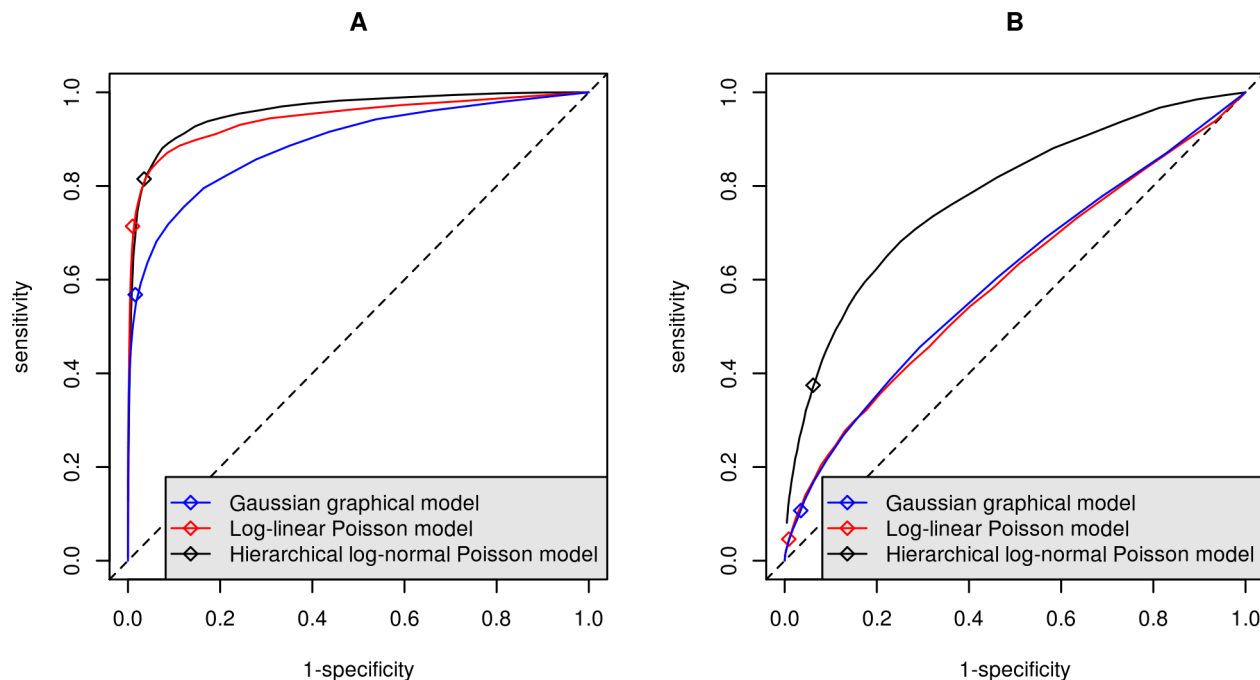 A
1.0
0.8
0.6
0.4
0.2
0.0
sensitivity
Gaussian graphical model
Log-linear Poisson model
Hierarchical log-normal Poisson model
0.0 0.2 0.4 0.6 0.8 1.0
1-specificity
B
1.0
0.8
0.6
0.4
0.2
0.0
sensitivity
Gaussian graphical model
Log-linear Poisson model
Hierarchical log-normal Poisson model
0.0 0.2 0.4 0.6 0.8 1.0
1-specificity